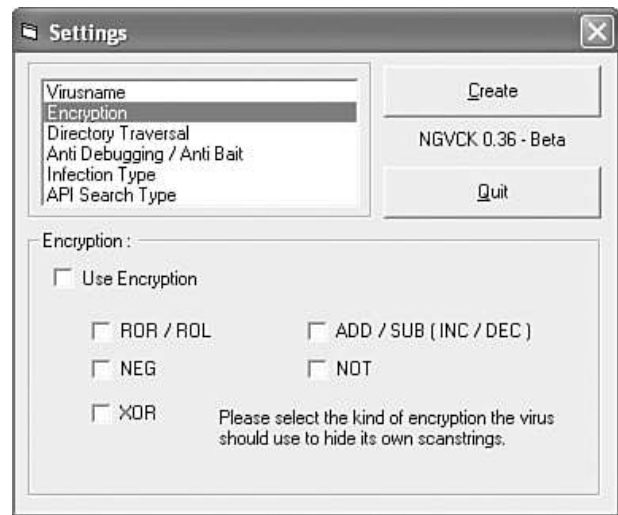 Settings
Virusname
Encryption
Directory Traversal
Anti Debugging / Anti Bait
Infection Type
API Search Type
Create
NGVCK 0.36 - Beta
Quit
Encryption :
Use Encryption
ROR / ROL
ADD / SUB ( INC / DEC )
NEG
NOT
XOR
Please select the kind of encryption the virus
should use to hide its own scanstrings.